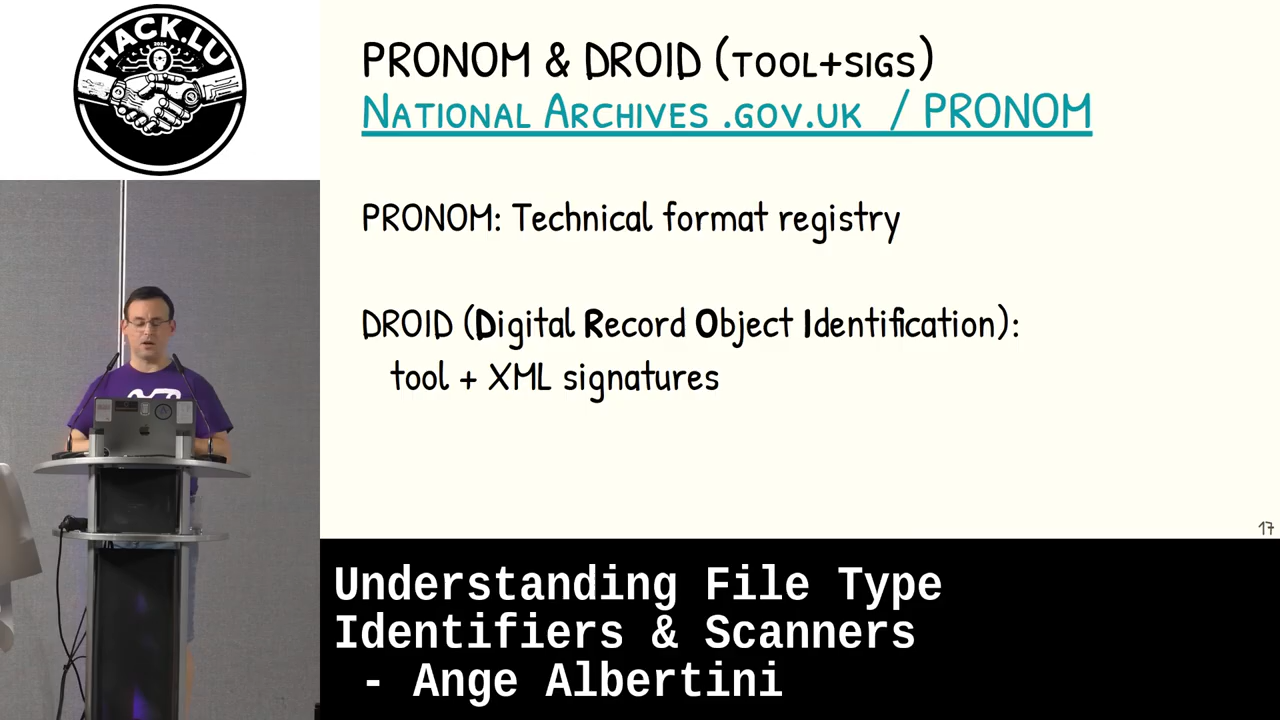 HACK.LU
2024
PRONOM & DROID (TOOL+SIGS)
NATIONAL ARCHIVES .GOV.UK / PRONOM
PRONOM: Technical format registry
DROID (Digital Record Object Identification):
tool + XML signatures
17
Understanding File Type
Identifiers & Scanners
- Ange Albertini